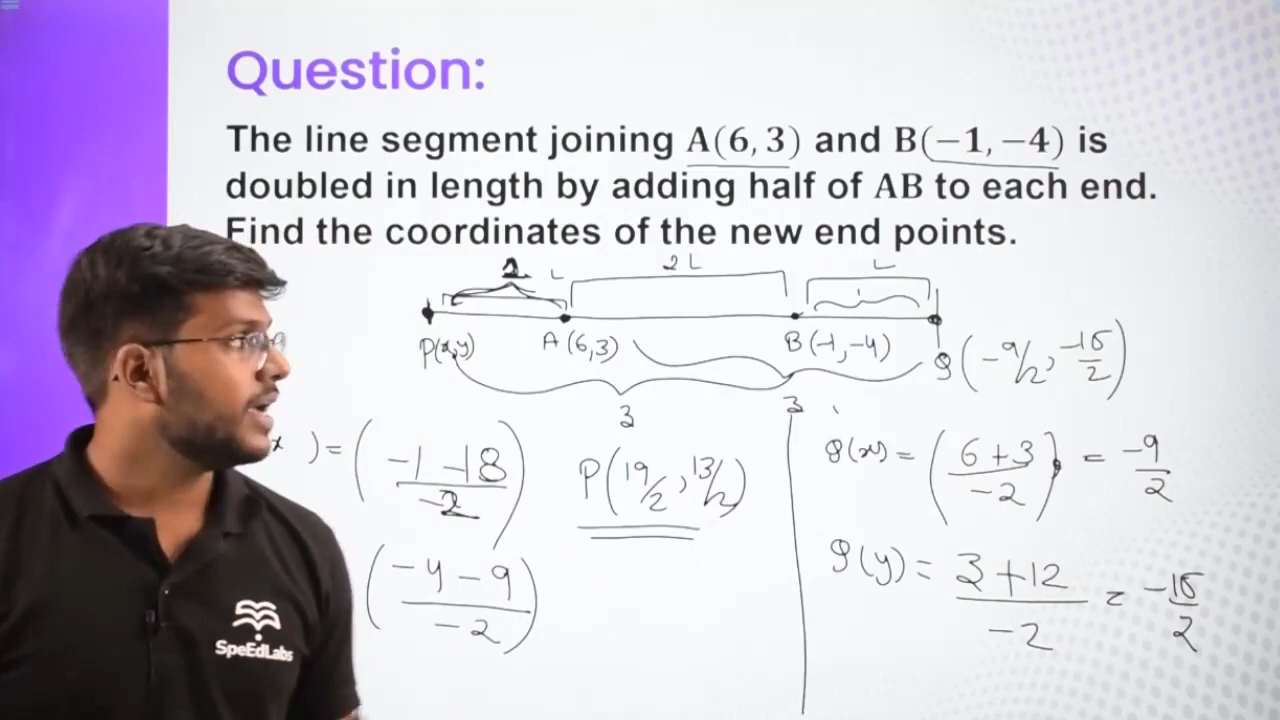 Question:
The line segment joining A(6, 3) and B(−1, −4) is
doubled in length by adding half of AB to each end.
Find the coordinates of the new end points.
1 L 2L L
P(x,y) A (6,3) B (-1, -4) Q (-9/2, -15/2)
3 3
x ) = (-1 -18 / -2) P(19/2, 13/2) Q(x) = (6+3 / -2) = -9/2
(-4 -9 / -2) Q(y) = 3+12 / -2 = -15/2
SpeEdLabs